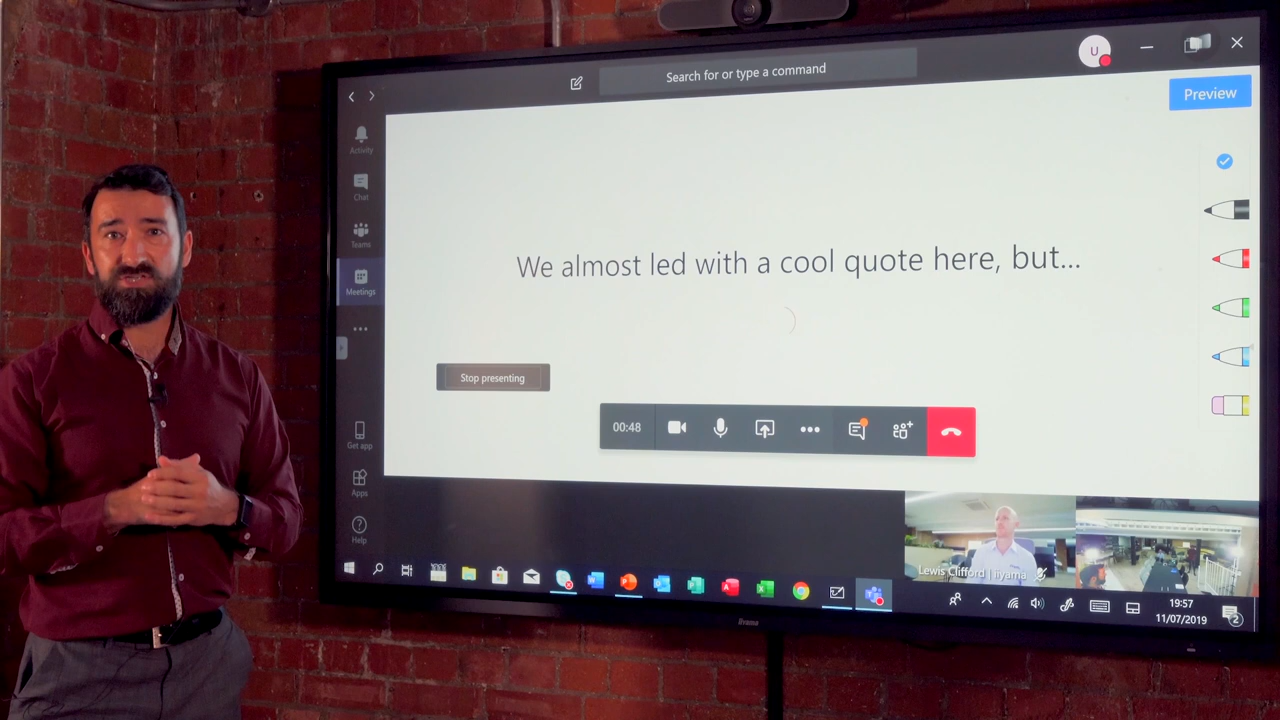 U
Search for or type a command
Preview
Activity
Chat
Teams
Meetings
We almost led with a cool quote here, but...
Stop presenting
00:48
Get app
Apps
Help
Lewis Clifford | iiyama
19:57
11/07/2019
2
iiyama